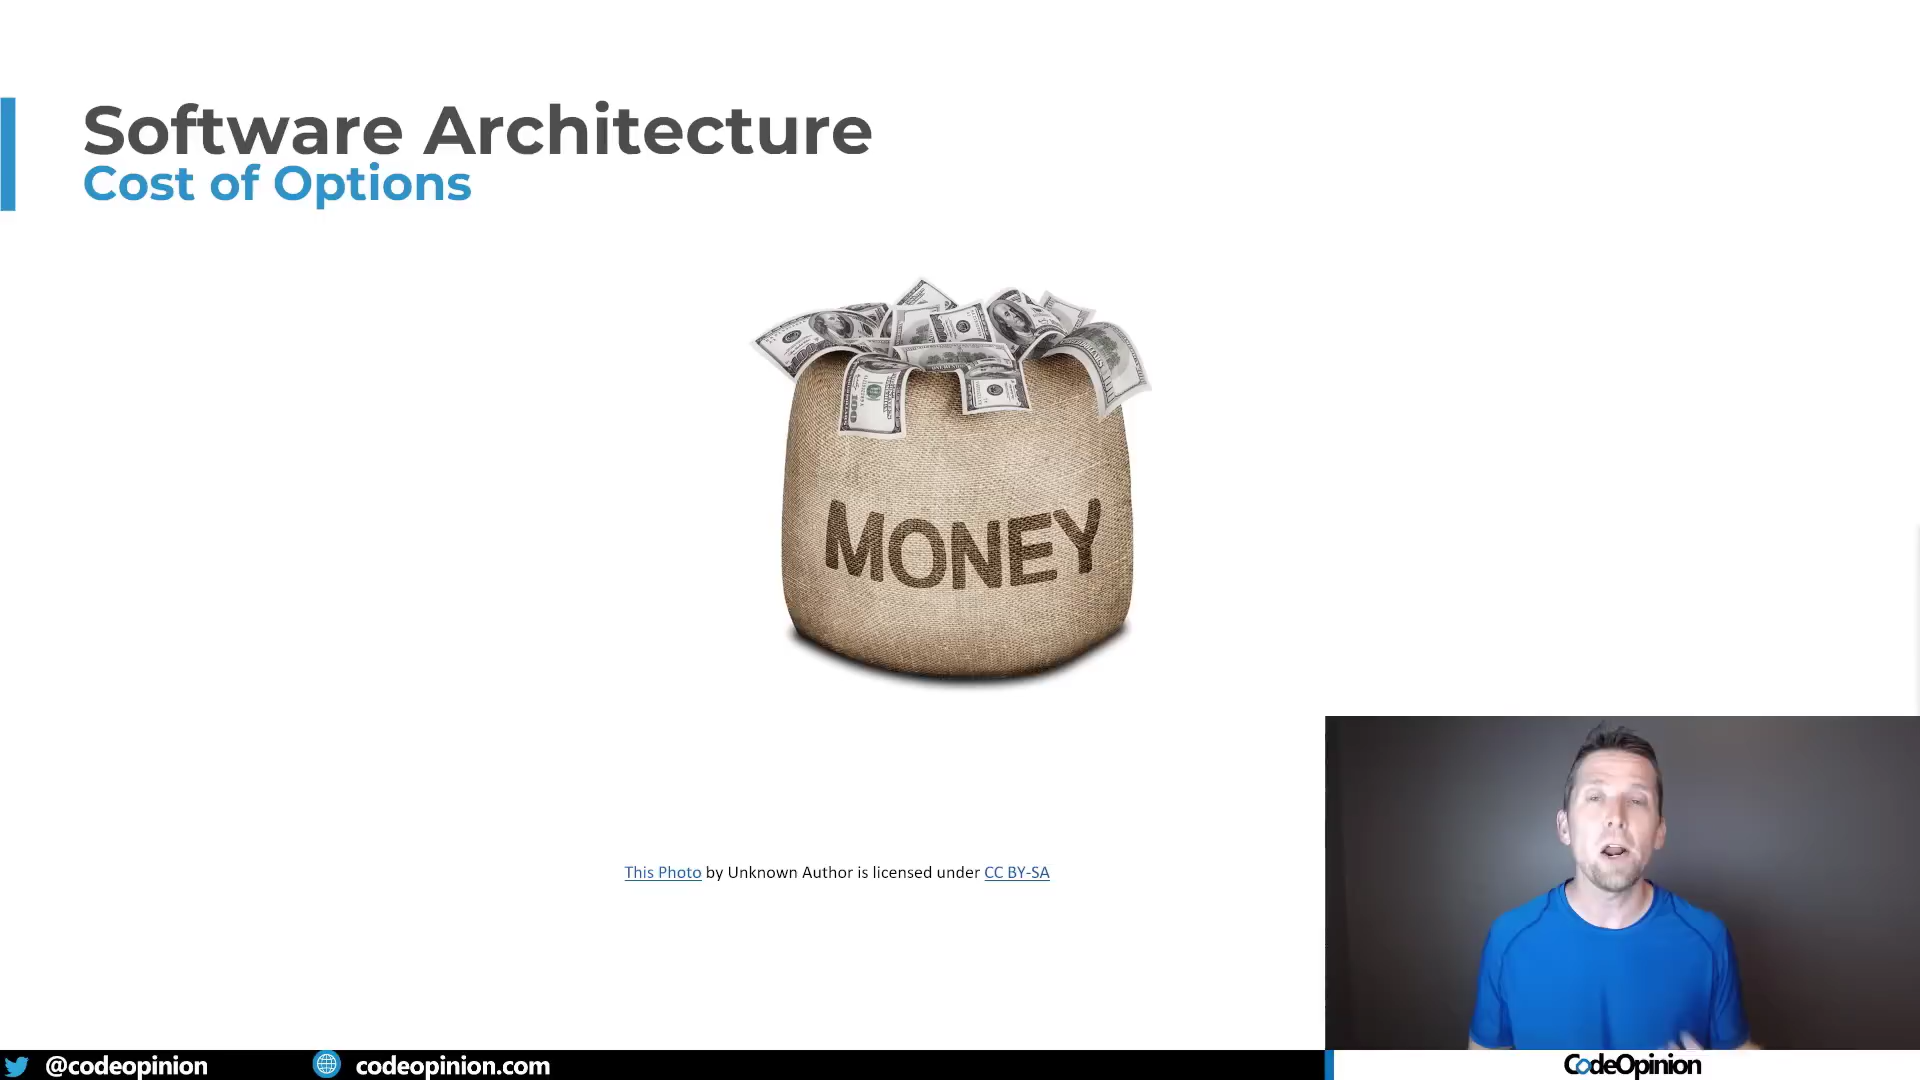 Software Architecture
Cost of Options
MONEY
This Photo by Unknown Author is licensed under CC BY-SA
@codeopinion
codeopinion.com
CodeOpinion